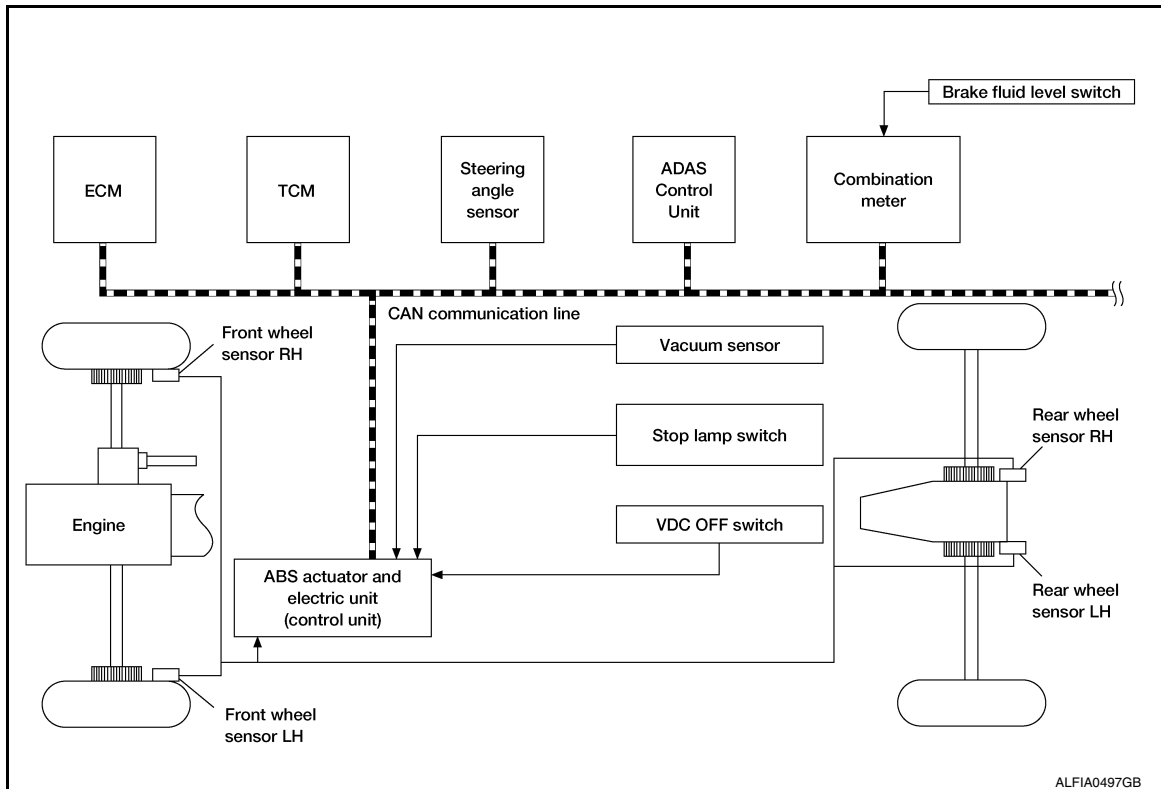 Brake fluid level switch
ECM
TCM
Steering
angle
sensor
ADAS
Control
Unit
Combination
meter
CAN communication line
Front wheel
sensor RH
Vacuum sensor
Stop lamp switch
Rear wheel
sensor RH
Engine
VDC OFF switch
ABS actuator and
electric unit
(control unit)
Rear wheel
sensor LH
Front wheel
sensor LH
ALFIA0497GB